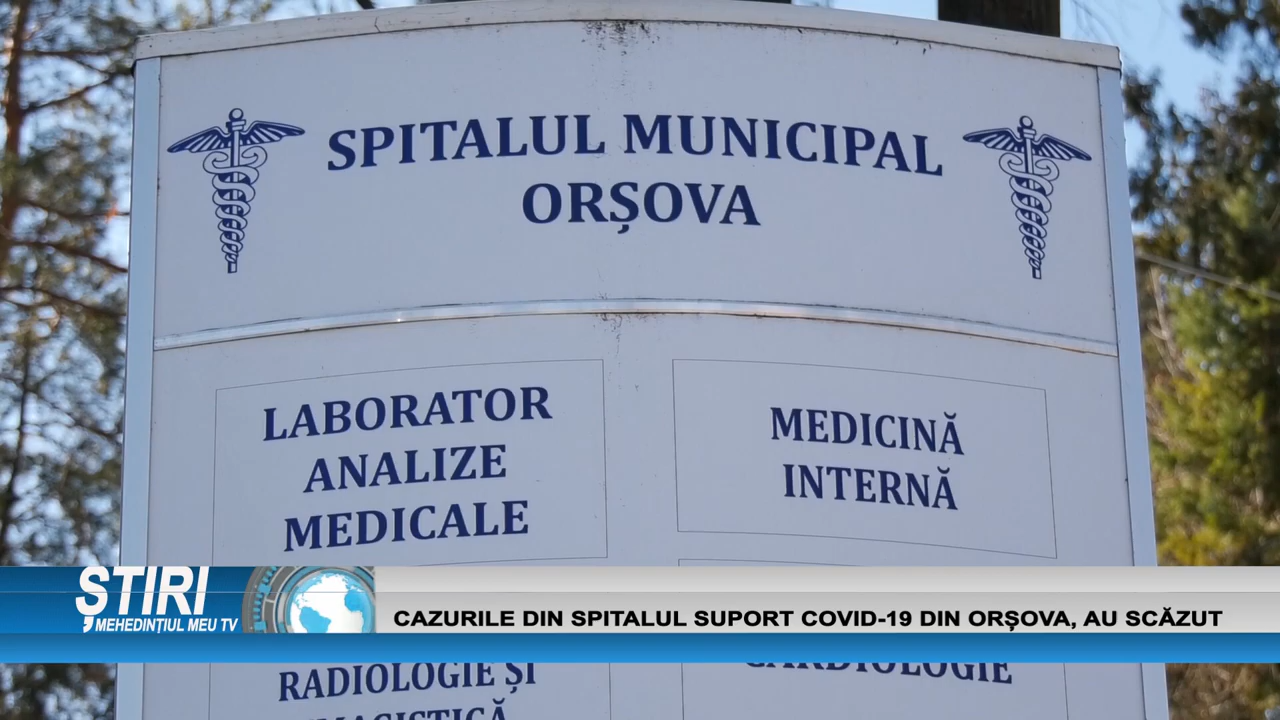 SPITALUL MUNICIPAL
ORȘOVA
LABORATOR
ANALIZE
MEDICALE
MEDICINĂ
INTERNĂ
ȘTIRI
MEHEDINȚIUL MEU TV
CAZURILE DIN SPITALUL SUPORT COVID-19 DIN ORȘOVA, AU SCĂZUT
RADIOLOGIE ȘI
CARDIOLOGIE